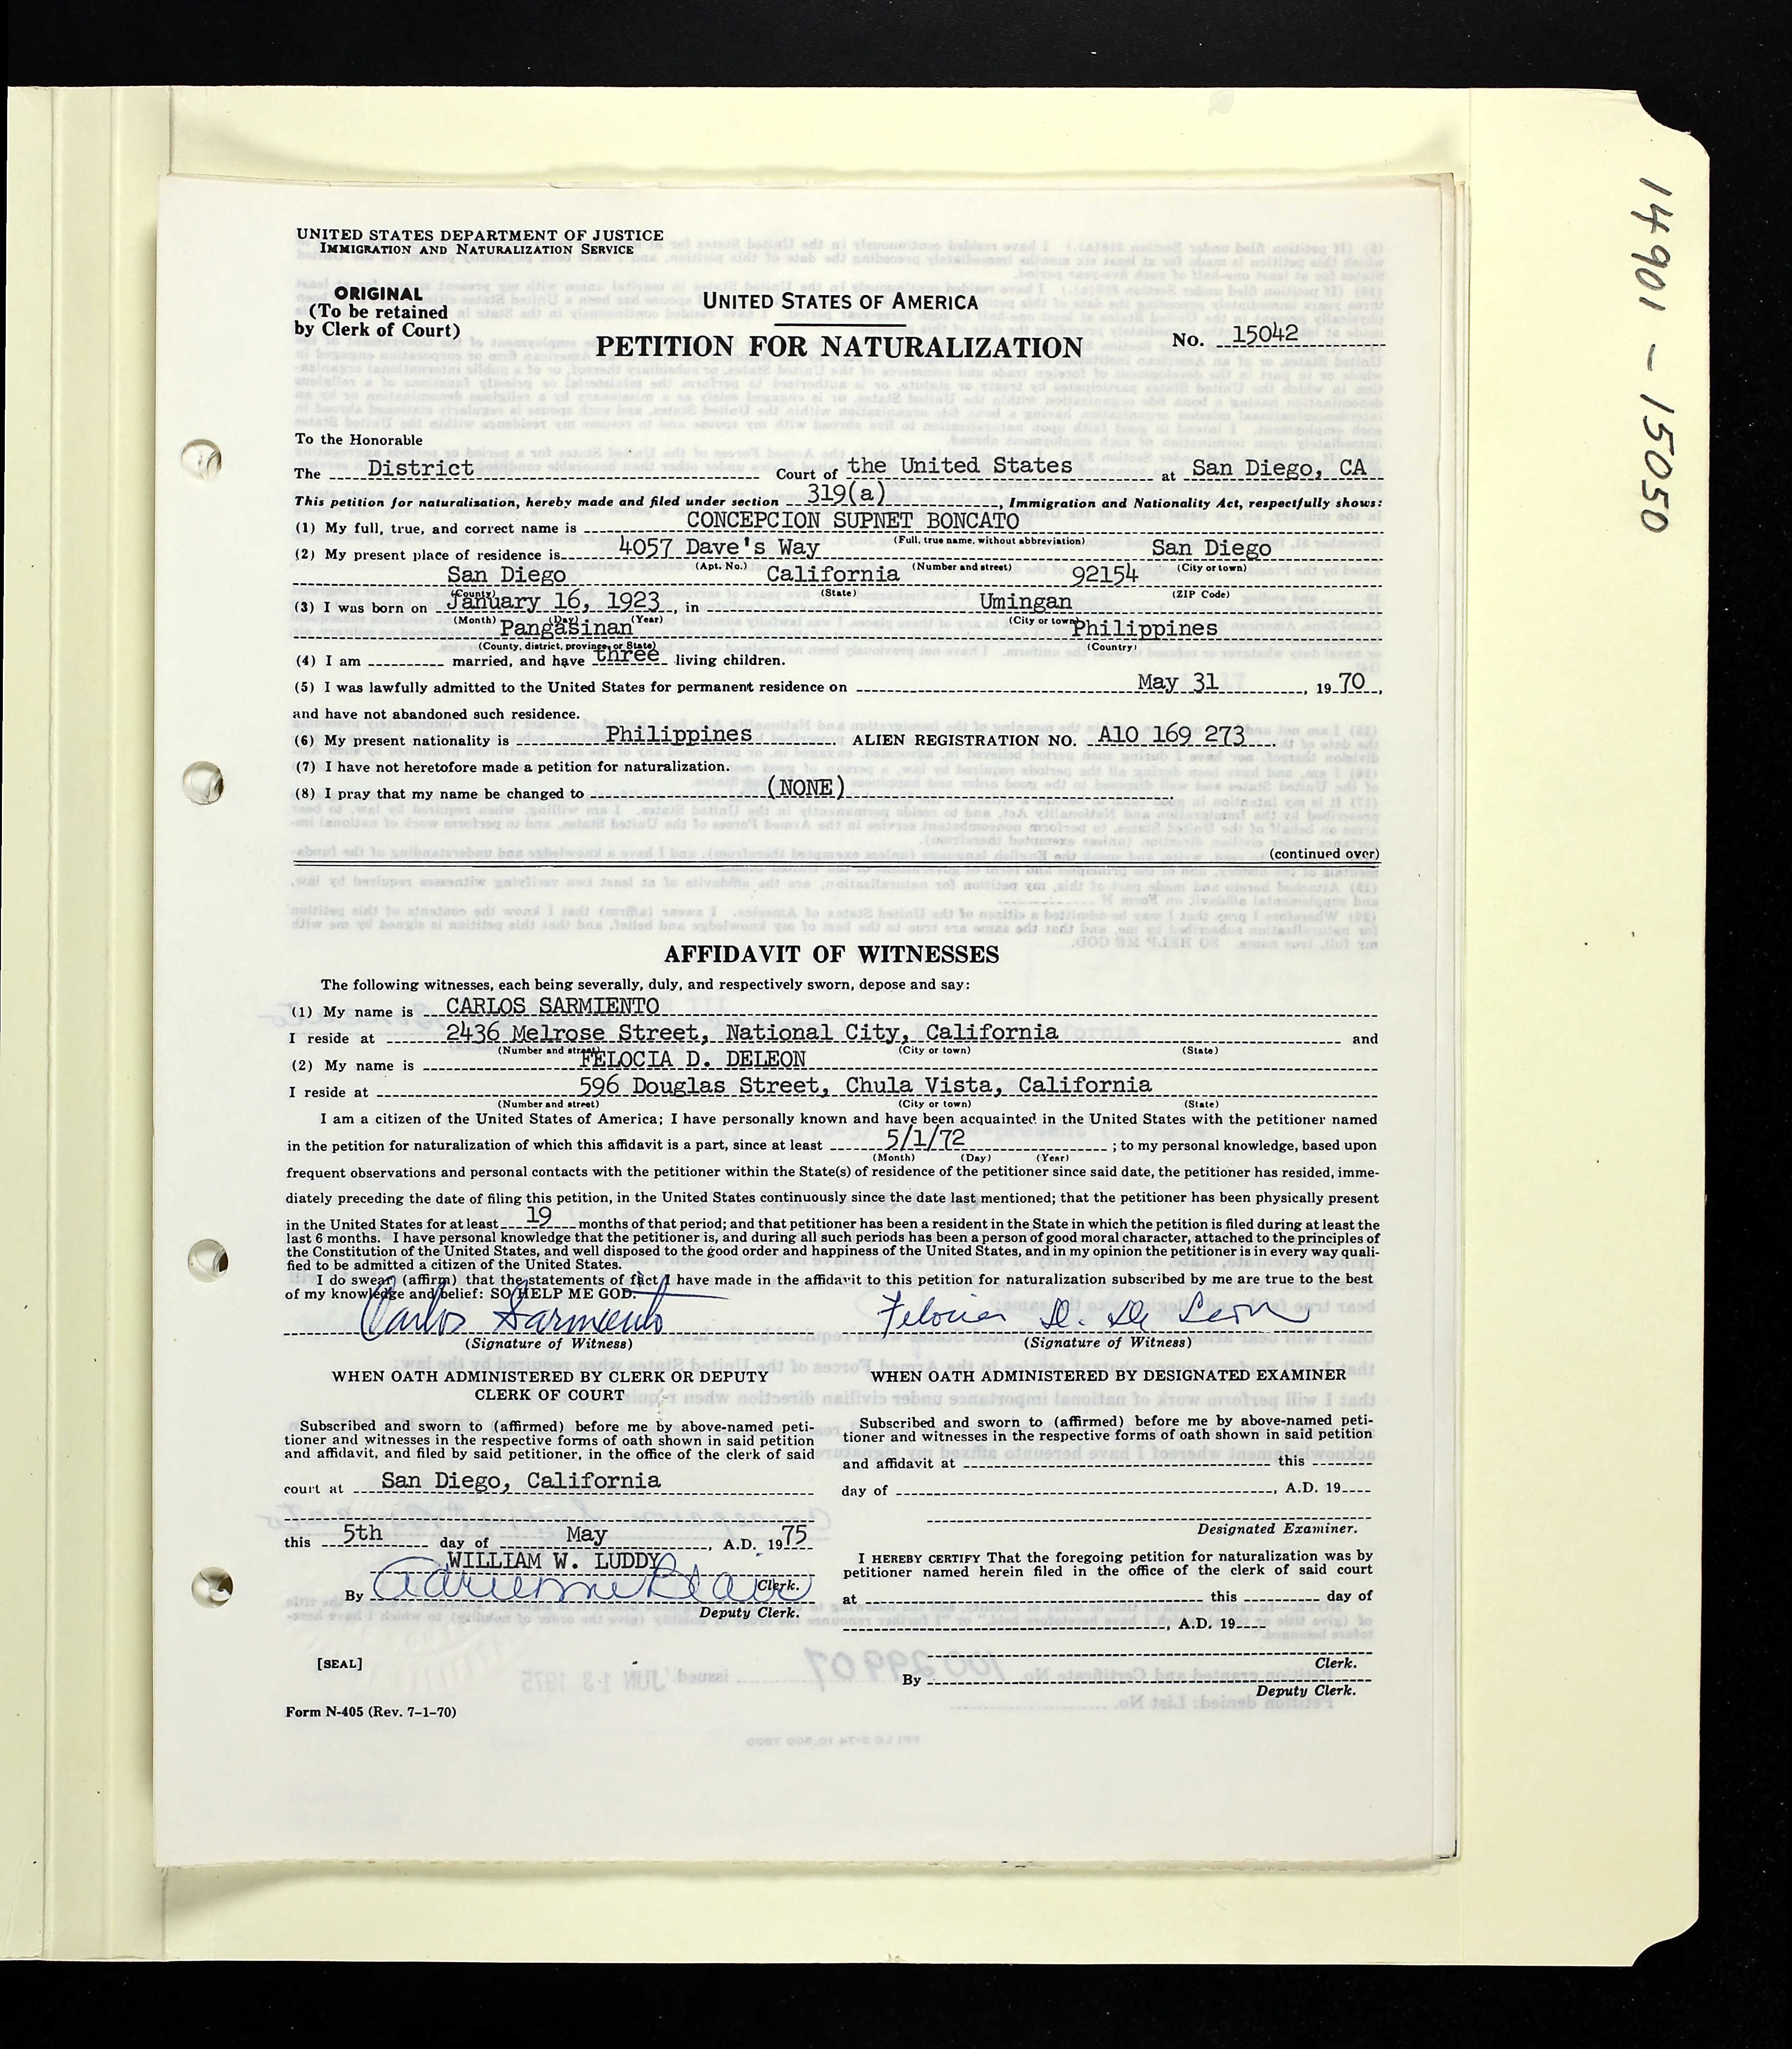 14901 - 15050
UNITED STATES DEPARTMENT OF JUSTICE
IMMIGRATION AND NATURALIZATION SERVICE
ORIGINAL
(To be retained
by Clerk of Court)
UNITED STATES OF AMERICA
PETITION FOR NATURALIZATION
No. 15042
To the Honorable
The District Court of the United States at San Diego, CA
This petition for naturalization, hereby made and filed under section 319(a), Immigration and Nationality Act, respectfully shows:
(1) My full, true, and correct name is CONCEPCION SUPNET BONCATO
(Full, true name, without abbreviation)
(2) My present place of residence is 4057 Dave's Way San Diego
(Apt. No.) (Number and street) (City or town)
San Diego California 92154
(County) (State) (ZIP Code)
(3) I was born on January 16, 1923, in Umingan
(Month) (Day) (Year) (City or town)
Pangasinan Philippines
(County, district, province, or State) (Country)
(4) I am married, and have three living children.
(5) I was lawfully admitted to the United States for permanent residence on May 31, 1970,
and have not abandoned such residence.
(6) My present nationality is Philippines. ALIEN REGISTRATION NO. A10 169 273.
(7) I have not heretofore made a petition for naturalization.
(8) I pray that my name be changed to (NONE)
(continued over)
AFFIDAVIT OF WITNESSES
The following witnesses, each being severally, duly, and respectively sworn, depose and say:
(1) My name is CARLOS SARMIENTO
I reside at 2436 Melrose Street, National City, California and
(Number and street) (City or town) (State)
(2) My name is FELOCIA D. DELEON
I reside at 596 Douglas Street, Chula Vista, California
(Number and street) (City or town) (State)
I am a citizen of the United States of America; I have personally known and have been acquainted in the United States with the petitioner named
in the petition for naturalization of which this affidavit is a part, since at least 5/1/72 ; to my personal knowledge, based upon
(Month) (Day) (Year)
frequent observations and personal contacts with the petitioner within the State(s) of residence of the petitioner since said date, the petitioner has resided, imme-
diately preceding the date of filing this petition, in the United States continuously since the date last mentioned; that the petitioner has been physically present
in the United States for at least 19 months of that period; and that petitioner has been a resident in the State in which the petition is filed during at least the
last 6 months. I have personal knowledge that the petitioner is, and during all such periods has been a person of good moral character, attached to the principles of
the Constitution of the United States, and well disposed to the good order and happiness of the United States, and in my opinion the petitioner is in every way quali-
fied to be admitted a citizen of the United States.
I do swear (affirm) that the statements of fact I have made in the affidavit to this petition for naturalization subscribed by me are true to the best
of my knowledge and belief: SO HELP ME GOD.
Carlos Sarmiento Felocia D. De Leon
(Signature of Witness) (Signature of Witness)
WHEN OATH ADMINISTERED BY CLERK OR DEPUTY
CLERK OF COURT
Subscribed and sworn to (affirmed) before me by above-named peti-
tioner and witnesses in the respective forms of oath shown in said petition
and affidavit, and filed by said petitioner, in the office of the clerk of said
court at San Diego, California
this 5th day of May, A.D. 1975
WILLIAM W. LUDDY
Clerk.
By Adrienne Blair
Deputy Clerk.
[SEAL]
Form N-405 (Rev. 7-1-70)
WHEN OATH ADMINISTERED BY DESIGNATED EXAMINER
Subscribed and sworn to (affirmed) before me by above-named peti-
tioner and witnesses in the respective forms of oath shown in said petition
and affidavit at this
day of , A.D. 19
Designated Examiner.
I HEREBY CERTIFY That the foregoing petition for naturalization was by
petitioner named herein filed in the office of the clerk of said court
at this day of
, A.D. 19
Clerk.
By
Deputy Clerk.